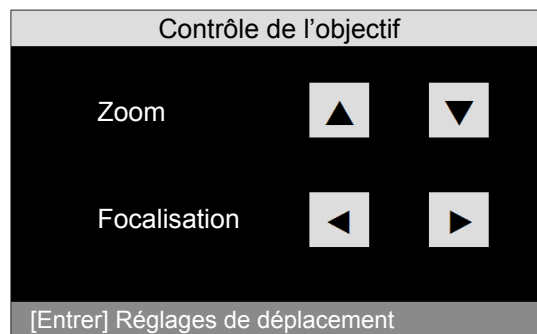 Contrôle de l’objectif
Zoom ▲ ▼
Focalisation ◄ ►
[Entrer] Réglages de déplacement